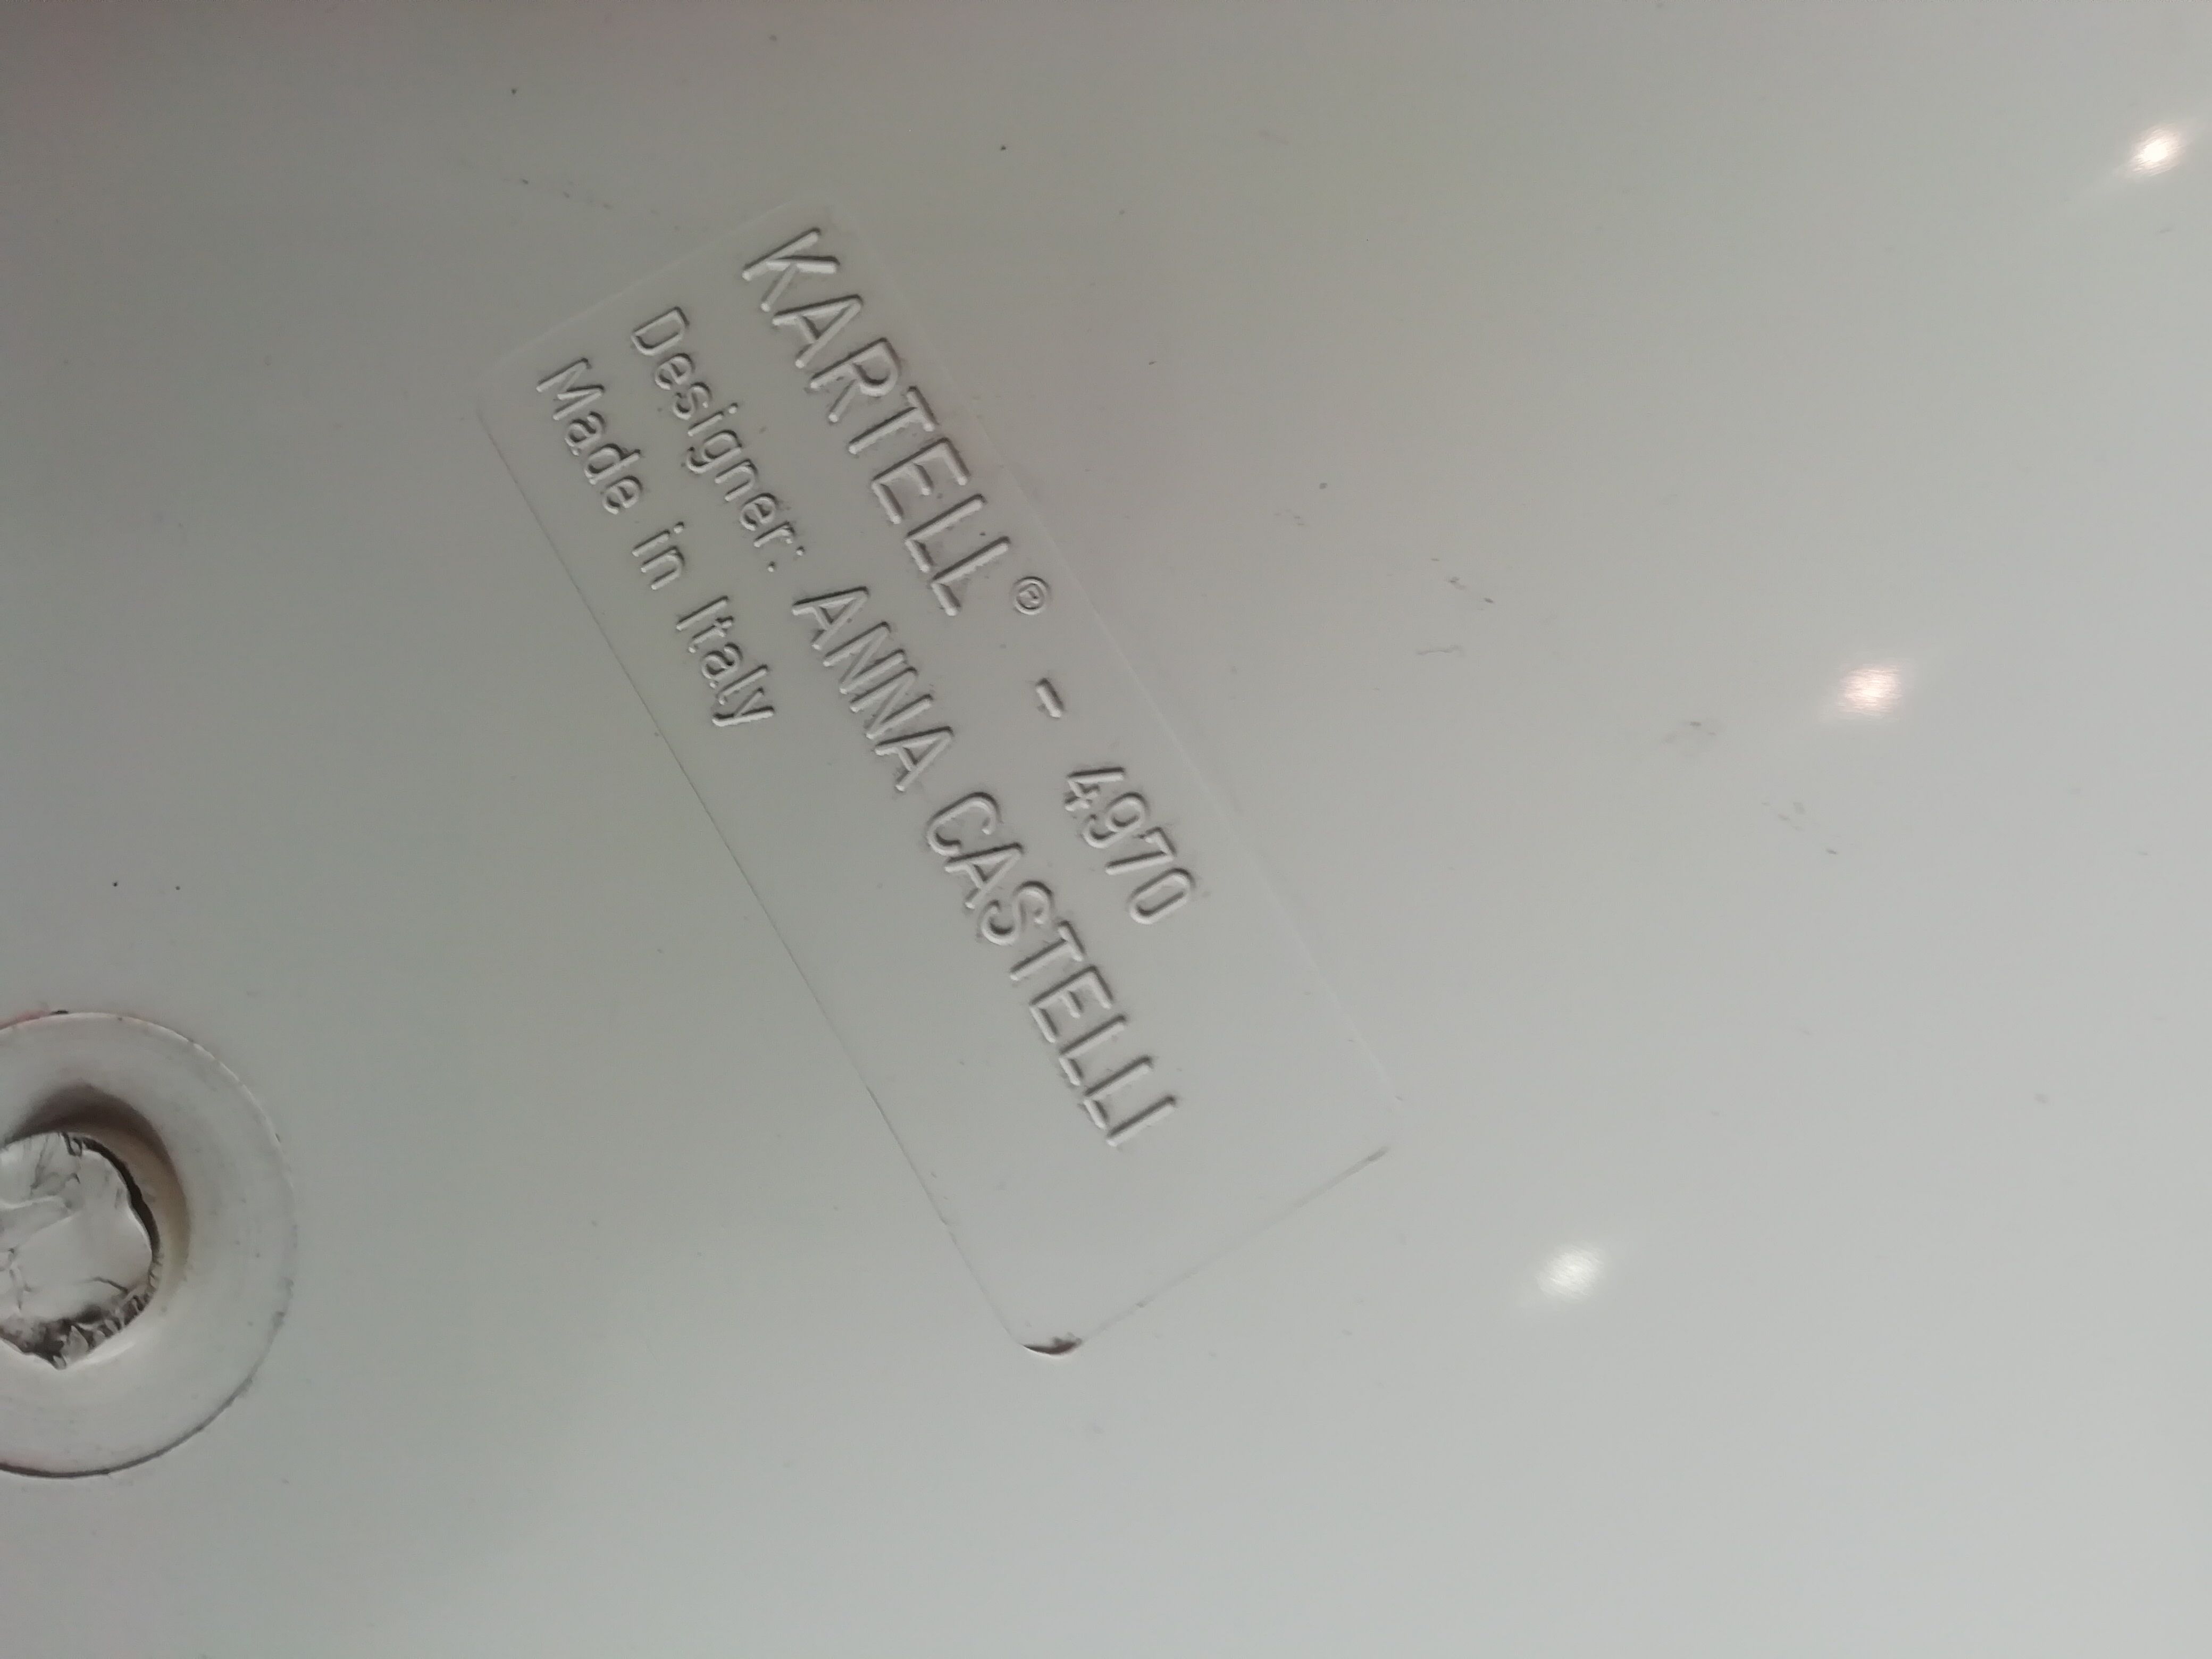 KARTELL® - 4970
Designer: ANNA CASTELLI
Made in Italy